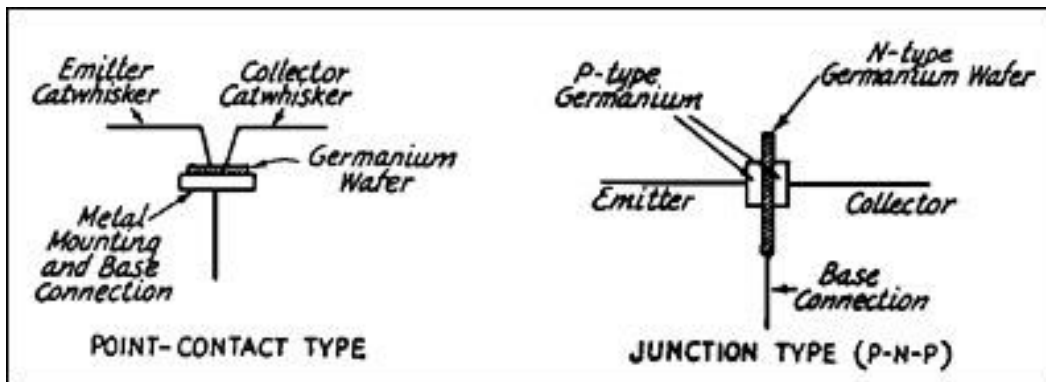 Emitter
Catwhisker
Collector
Catwhisker
Germanium
Wafer
Metal
Mounting
and Base
Connection
POINT-CONTACT TYPE
P-type
Germanium
N-type
Germanium Wafer
Emitter
Collector
Base
Connection
JUNCTION TYPE (P-N-P)